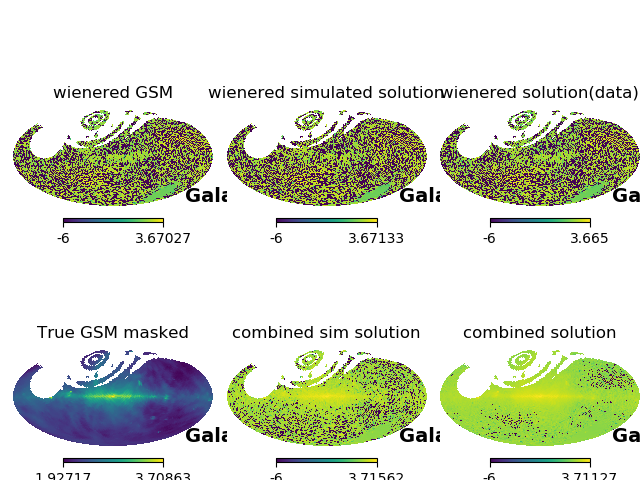 wienered GSM
wienered simulated solution
wienered solution(data)
Gala
Gala
Ga
-6 3.67027
-6 3.67133
-6 3.665
True GSM masked
combined sim solution
combined solution
Gala
Gala
Ga
1.92717 3.70863
-6 3.71562
-6 3.71127